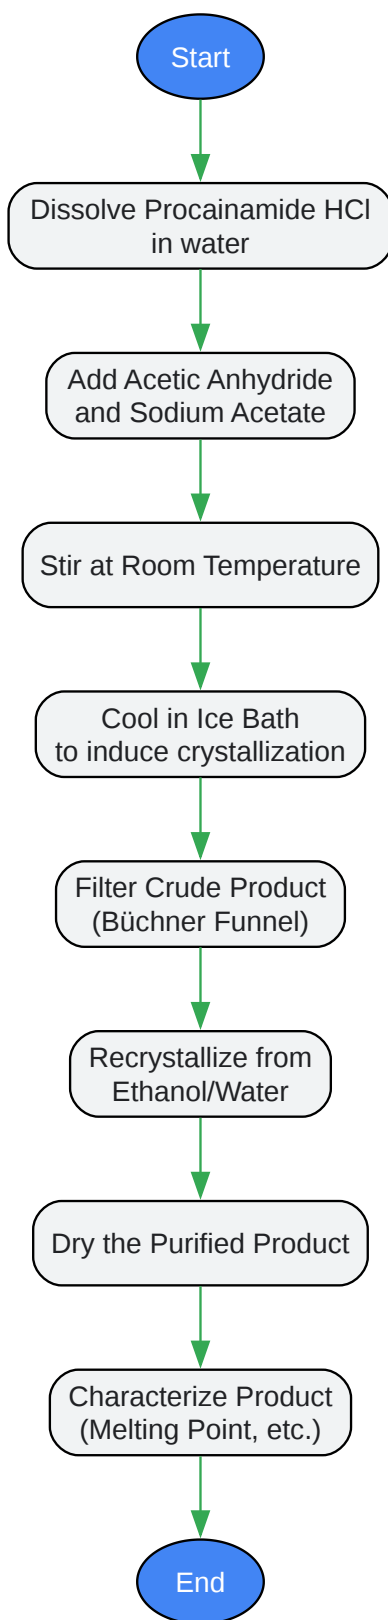 Start
Dissolve Procainamide HCl
in water
Add Acetic Anhydride
and Sodium Acetate
Stir at Room Temperature
Cool in Ice Bath
to induce crystallization
Filter Crude Product
(Büchner Funnel)
Recrystallize from
Ethanol/Water
Dry the Purified Product
Characterize Product
(Melting Point, etc.)
End